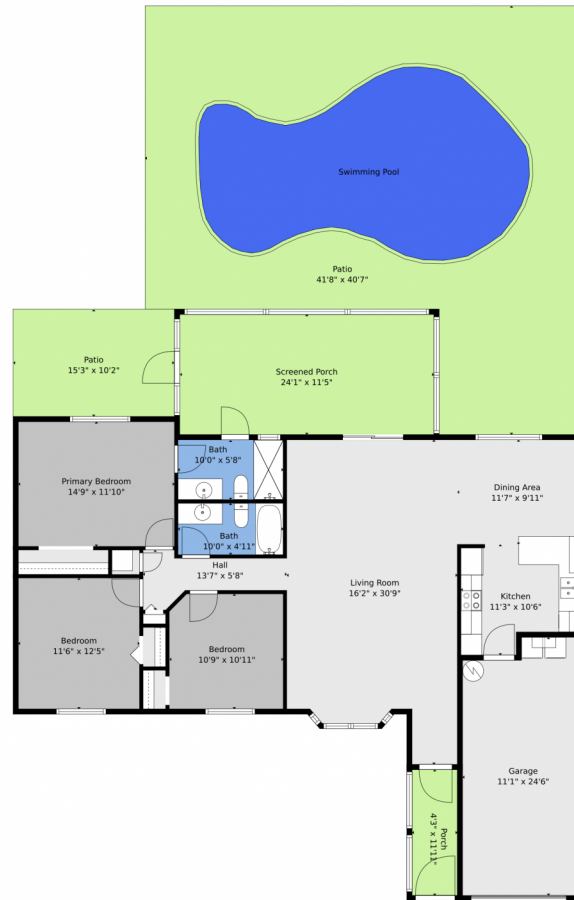 Swimming Pool
Patio
41'8" x 40'7"
Patio
15'3" x 10'2"
Screened Porch
24'1" x 11'5"
Bath
10'0" x 5'8"
Primary Bedroom
14'9" x 11'10"
Dining Area
11'7" x 9'11"
Bath
10'0" x 4'11"
Hall
13'7" x 5'8"
Living Room
16'2" x 30'9"
Kitchen
11'3" x 10'6"
Bedroom
11'6" x 12'5"
Bedroom
10'9" x 10'11"
Garage
11'1" x 24'6"
Porch
4'3" x 11'11"